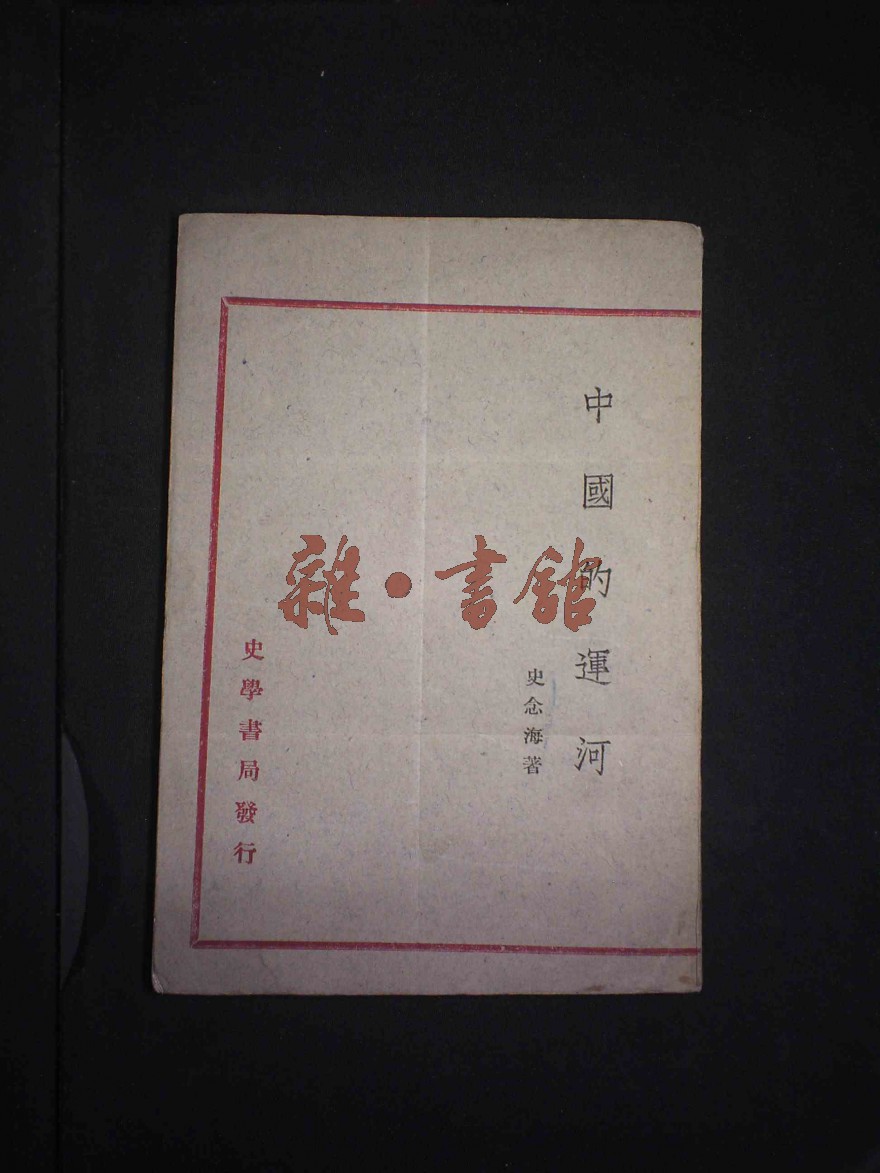 中國的運河
史念海著
史學書局發行
雜·書館